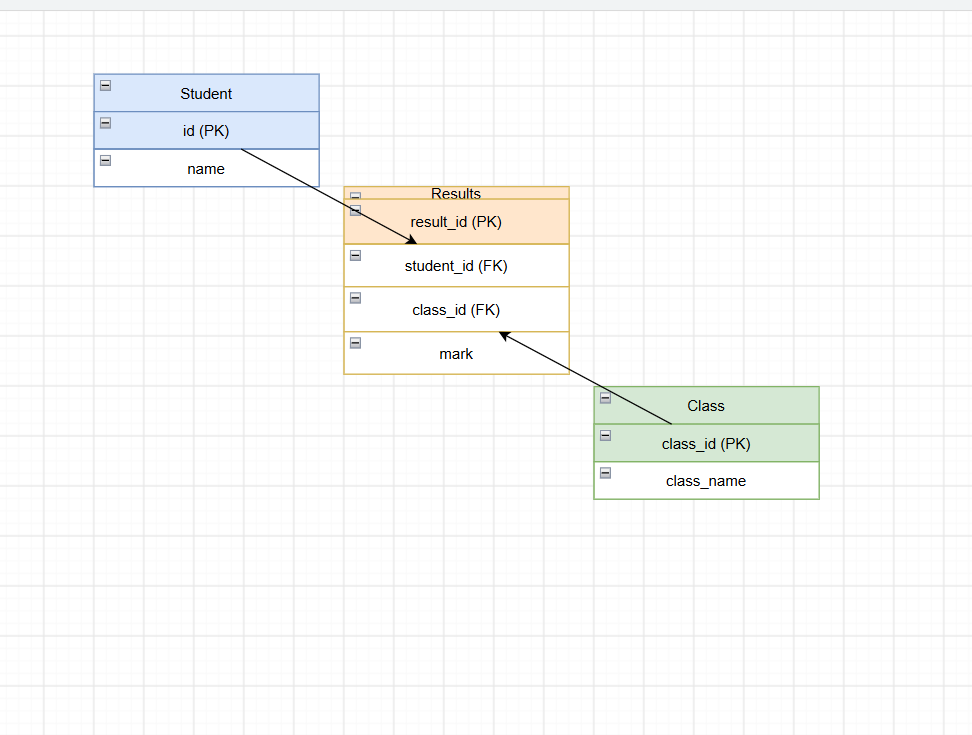 Student
id (PK)
name
Results
result_id (PK)
student_id (FK)
class_id (FK)
mark
Class
class_id (PK)
class_name